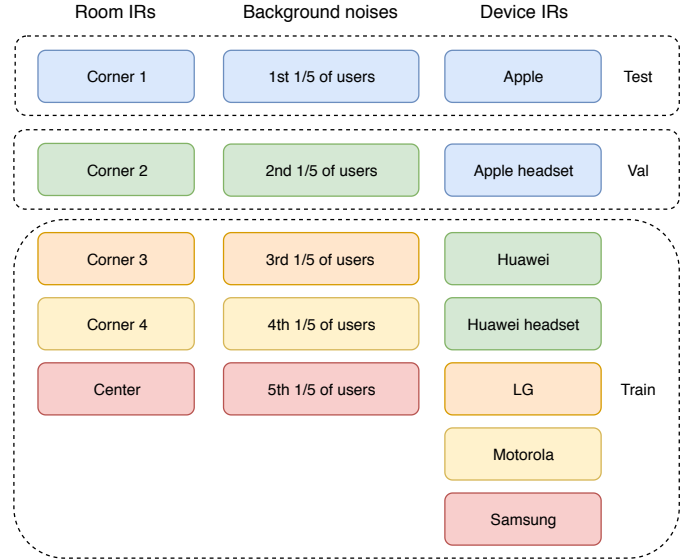 Room IRs Background noises Device IRs
Corner 1 1st 1/5 of users Apple Test
Corner 2 2nd 1/5 of users Apple headset Val
Corner 3 3rd 1/5 of users Huawei
Corner 4 4th 1/5 of users Huawei headset
Center 5th 1/5 of users LG Train
Motorola
Samsung